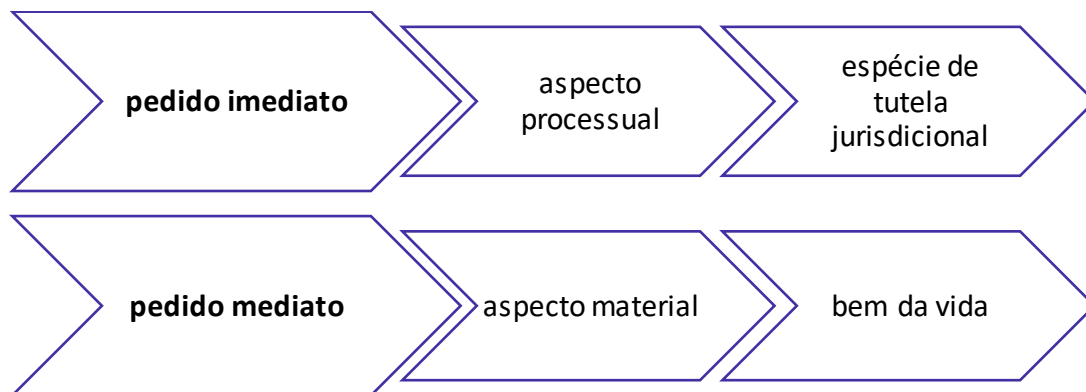 pedido imediato
aspecto
processual
espécie de
tutela
jurisdicional
pedido mediato
aspecto material
bem da vida